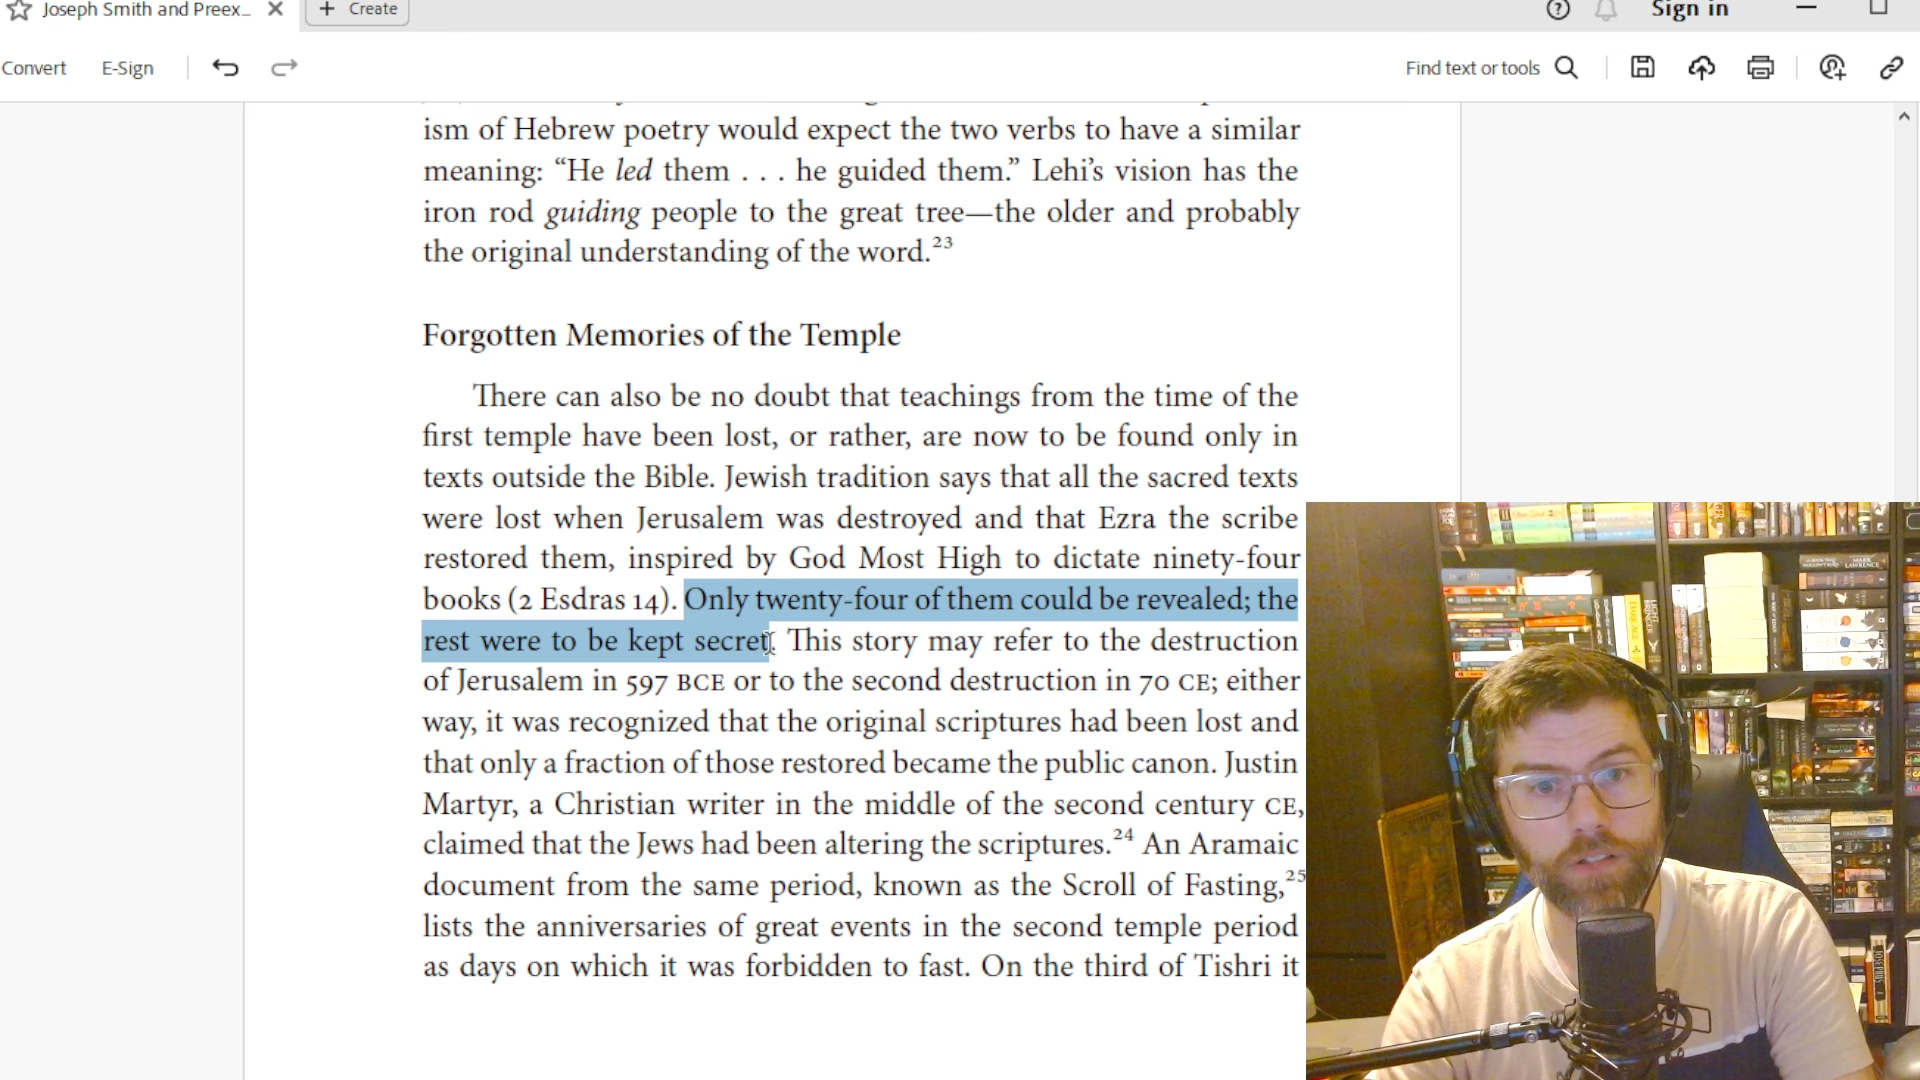 Joseph Smith and Preex...
Create
Sign in
Convert
E-Sign
Find text or tools
ism of Hebrew poetry would expect the two verbs to have a similar
meaning: “He led them . . . he guided them.” Lehi’s vision has the
iron rod guiding people to the great tree—the older and probably
the original understanding of the word.23
Forgotten Memories of the Temple
There can also be no doubt that teachings from the time of the
first temple have been lost, or rather, are now to be found only in
texts outside the Bible. Jewish tradition says that all the sacred texts
were lost when Jerusalem was destroyed and that Ezra the scribe
restored them, inspired by God Most High to dictate ninety-four
books (2 Esdras 14). Only twenty-four of them could be revealed; the
rest were to be kept secret. This story may refer to the destruction
of Jerusalem in 597 BCE or to the second destruction in 70 CE; either
way, it was recognized that the original scriptures had been lost and
that only a fraction of those restored became the public canon. Justin
Martyr, a Christian writer in the middle of the second century CE,
claimed that the Jews had been altering the scriptures.24 An Aramaic
document from the same period, known as the Scroll of Fasting,25
lists the anniversaries of great events in the second temple period
as days on which it was forbidden to fast. On the third of Tishri it